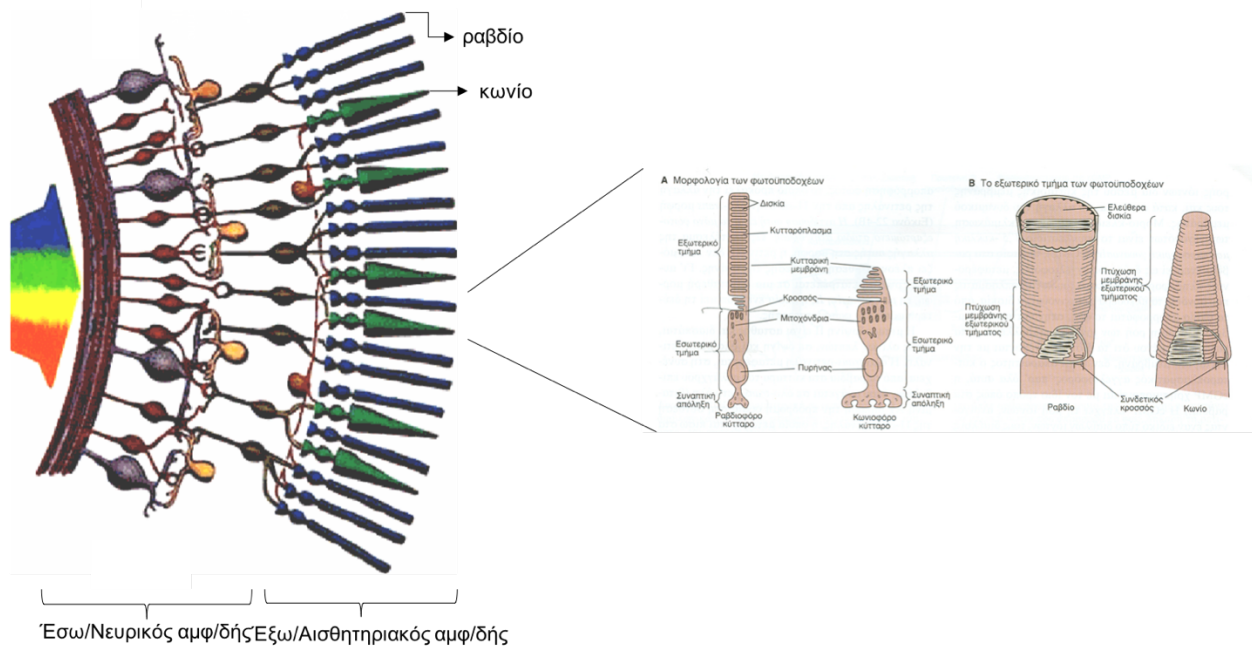 ραβδίο
κωνίο
Έσω/Νευρικός αμφ/δής
Έξω/Αισθητηριακός αμφ/δής
A Μορφολογία των φωτοϋποδοχέων
Δισκία
Κυτταρόπλασμα
Εξωτερικό
τμήμα
Κυτταρική
μεμβράνη
Κροσσός
Μιτοχόνδρια
Εσωτερικό
τμήμα
Πυρήνας
Συναπτική
απόληξη
Ραβδιοφόρο
κύτταρο
Εξωτερικό
τμήμα
Εσωτερικό
τμήμα
Συναπτική
απόληξη
Κωνιοφόρο
κύτταρο
B Το εξωτερικό τμήμα των φωτοϋποδοχέων
Ελεύθερα
δισκία
Πτύχωση
μεμβράνης
εξωτερικού
τμήματος
Πτύχωση
μεμβράνης
εξωτερικού
τμήματος
Συνδετικός
κροσσός
Ραβδίο
Κωνίο